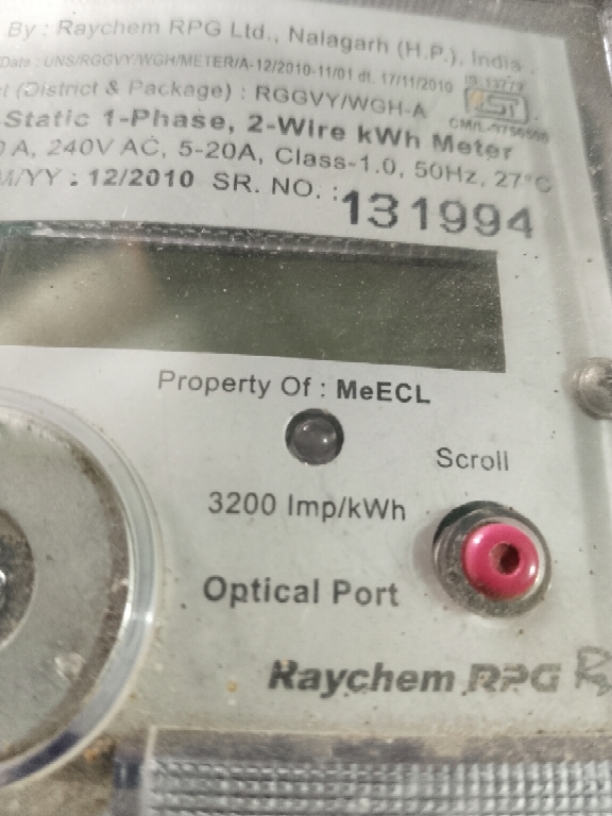 By : Raychem RPG Ltd., Nalagarh (H.P.), India.
Date : UNS/RGGVY/WGH/METER/A-12/2010-11/01 dt. 17/11/2010
(District & Package) : RGGVY/WGH-A
Static 1-Phase, 2-Wire kWh Meter
A, 240V AC, 5-20A, Class-1.0, 50Hz, 27°C
/YY : 12/2010 SR. NO. : 131994
Property Of : MeECL
Scroll
3200 Imp/kWh
Optical Port
Raychem RPG